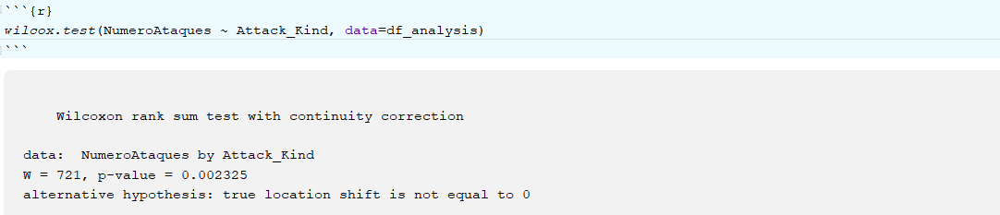 ```{r}
wilcox.test(NumeroAtaques ~ Attack_Kind, data=df_analysis)
```
Wilcoxon rank sum test with continuity correction
data:  NumeroAtaques by Attack_Kind
W = 721, p-value = 0.002325
alternative hypothesis: true location shift is not equal to 0